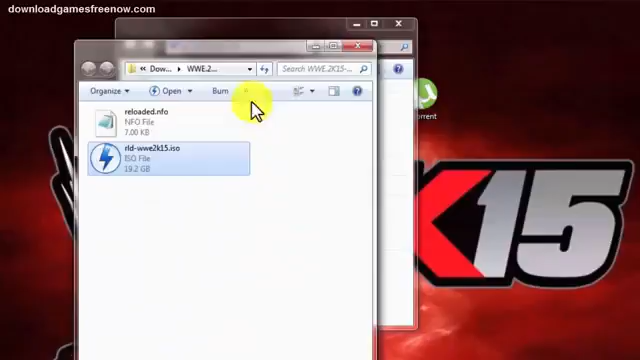 downloadgamesfreenow.com
« Dow... ▸ WWE.2...
Search WWE.2K15-...
Organize
Open
Burn
»
reloaded.nfo
NFO File
7.00 KB
rld-wwe2k15.iso
ISO File
19.2 GB
K15